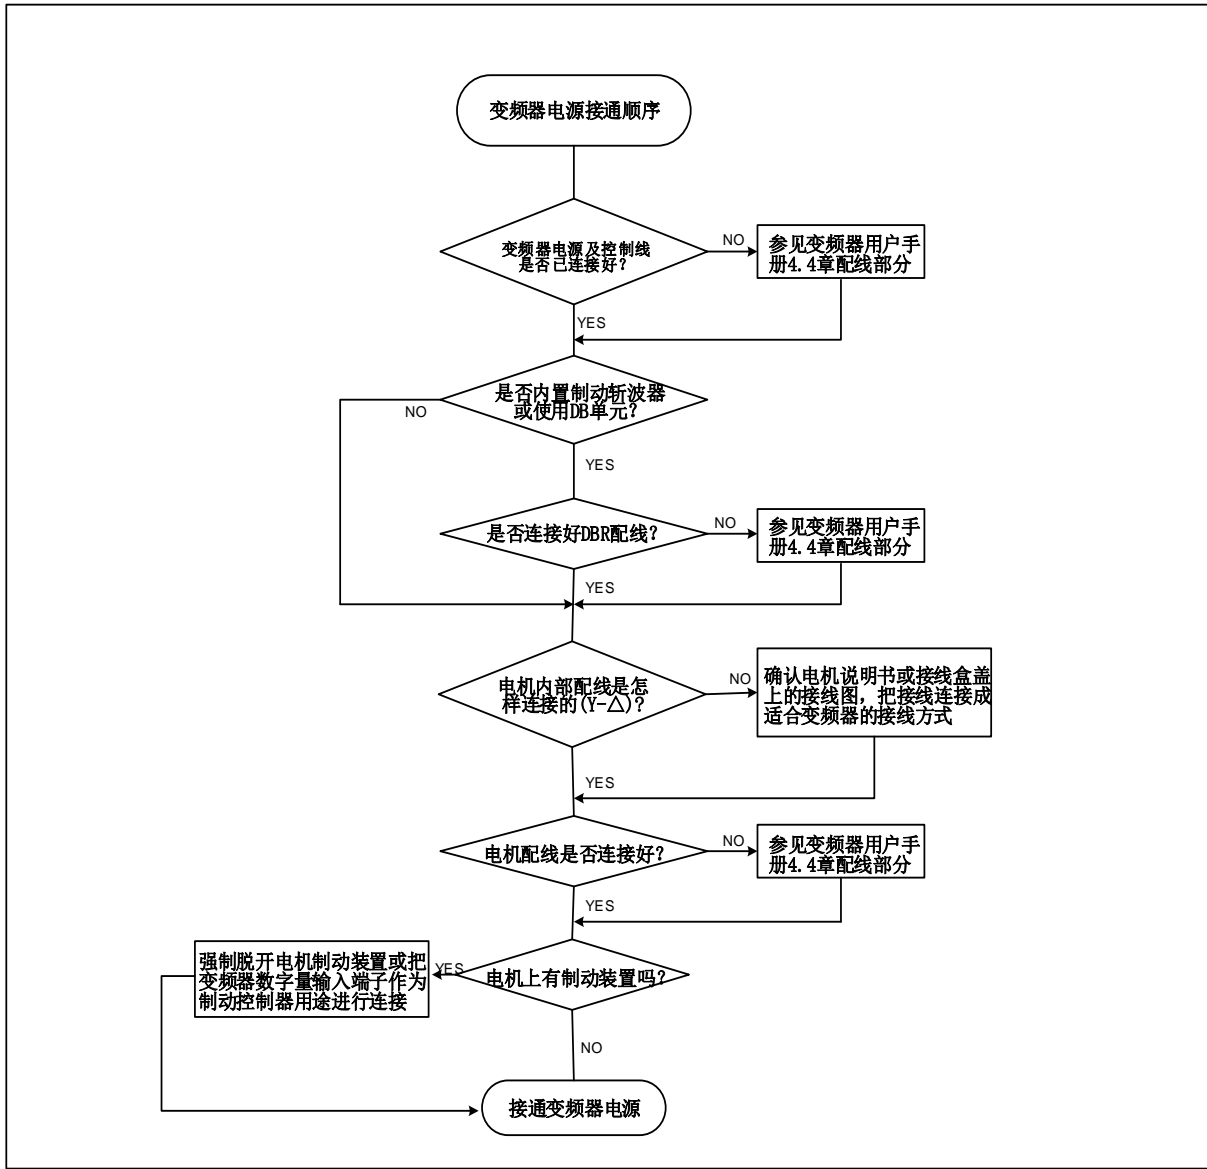 变频器电源接通顺序
变频器电源及控制线
是否已连接好?
NO
参见变频器用户手
册4.4章配线部分
YES
是否内置制动斩波器
或使用DB单元?
NO
YES
是否连接好DBR配线?
NO
参见变频器用户手
册4.4章配线部分
YES
电机内部配线是怎
样连接的(Y-△)?
NO
确认电机说明书或接线盒盖
上的接线图，把接线连接成
适合变频器的接线方式
YES
电机配线是否连接好?
NO
参见变频器用户手
册4.4章配线部分
YES
电机上有制动装置吗?
YES
强制脱开电机制动装置或把
变频器数字量输入端子作为
制动控制器用途进行连接
NO
接通变频器电源